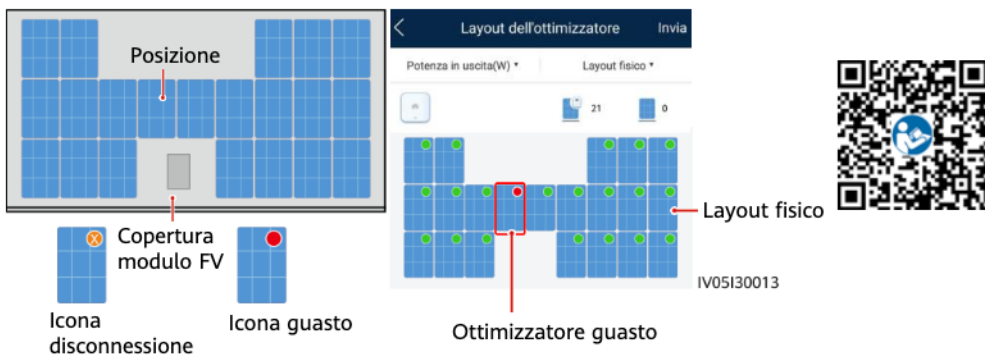 Posizione
Copertura
modulo FV
Icona
disconnessione
Icona guasto
Layout dell'ottimizzatore
Invia
Potenza in uscita(W)
Layout fisico
21
0
Layout fisico
Ottimizzatore guasto
IV05I30013